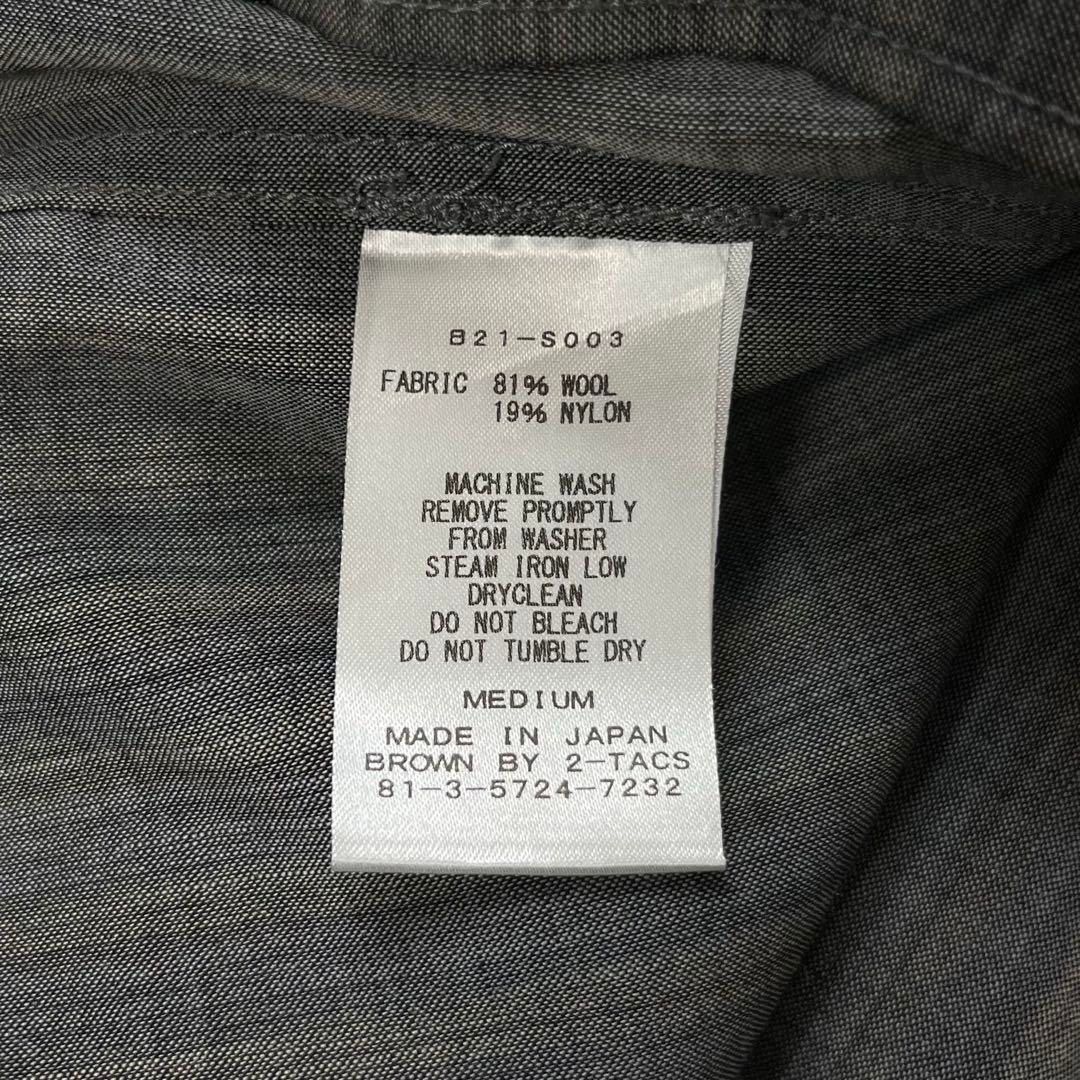 B21-S003
FABRIC 81% WOOL
19% NYLON
MACHINE WASH
REMOVE PROMPTLY
FROM WASHER
STEAM IRON LOW
DRYCLEAN
DO NOT BLEACH
DO NOT TUMBLE DRY
MEDIUM
MADE IN JAPAN
BROWN BY 2-TACS
81-3-5724-7232